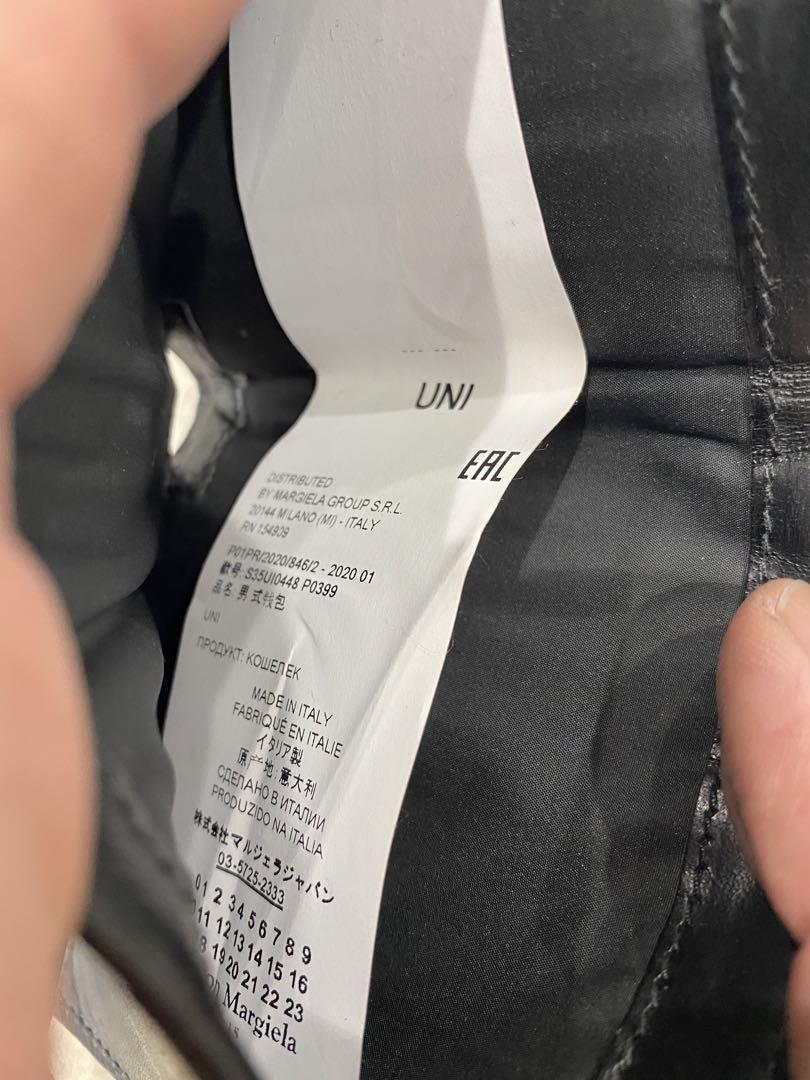 --- ---
UNI
EAC
DISTRIBUTED
BY MARGIELA GROUP S.R.L.
20144 MILANO (MI) - ITALY
RN 154909
P01PR/2020/846/2 - 2020 01
款号: S35UI0448 P0399
品名: 男式钱包
UNI
ПРОДУКТ: КОШЕЛЕК
MADE IN ITALY
FABRIQUÉ EN ITALIE
イタリア製
原产地: 意大利
СДЕЛАНО В ИТАЛИИ
PRODUZIDO NA ITALIA
株式会社マルジェラジャパン
03-5725-2333
0 1 2 3 4 5 6 7 8 9
11 12 13 14 15 16
8 19 20 21 22 23
Margiela